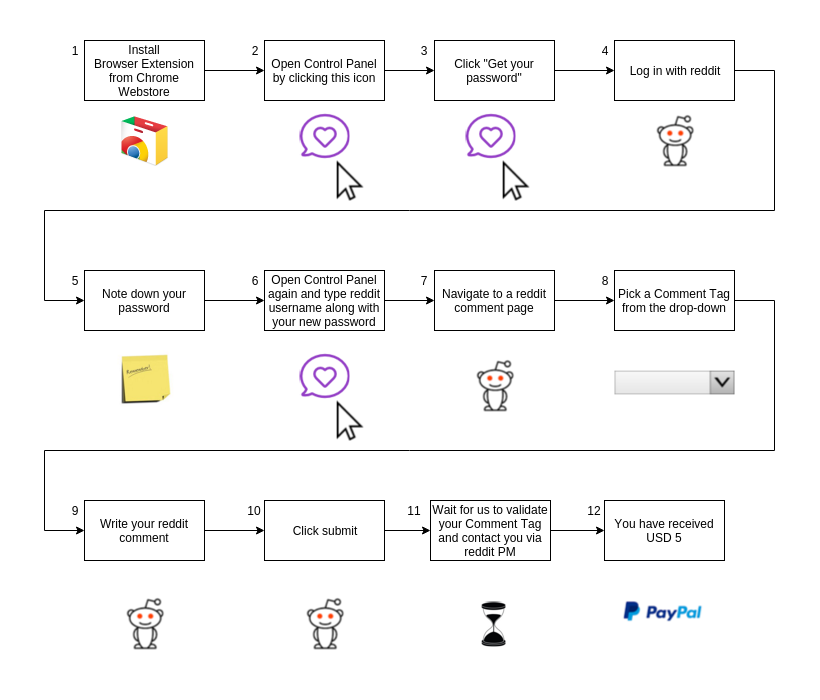 1
Install
Browser Extension
from Chrome
Webstore
2
Open Control Panel
by clicking this icon
3
Click "Get your
password"
4
Log in with reddit
5
Note down your
password
Remember!
6
Open Control Panel
again and type reddit
username along with
your new password
7
Navigate to a reddit
comment page
8
Pick a Comment Tag
from the drop-down
9
Write your reddit
comment
10
Click submit
11
Wait for us to validate
your Comment Tag
and contact you via
reddit PM
12
You have received
USD 5
PayPal